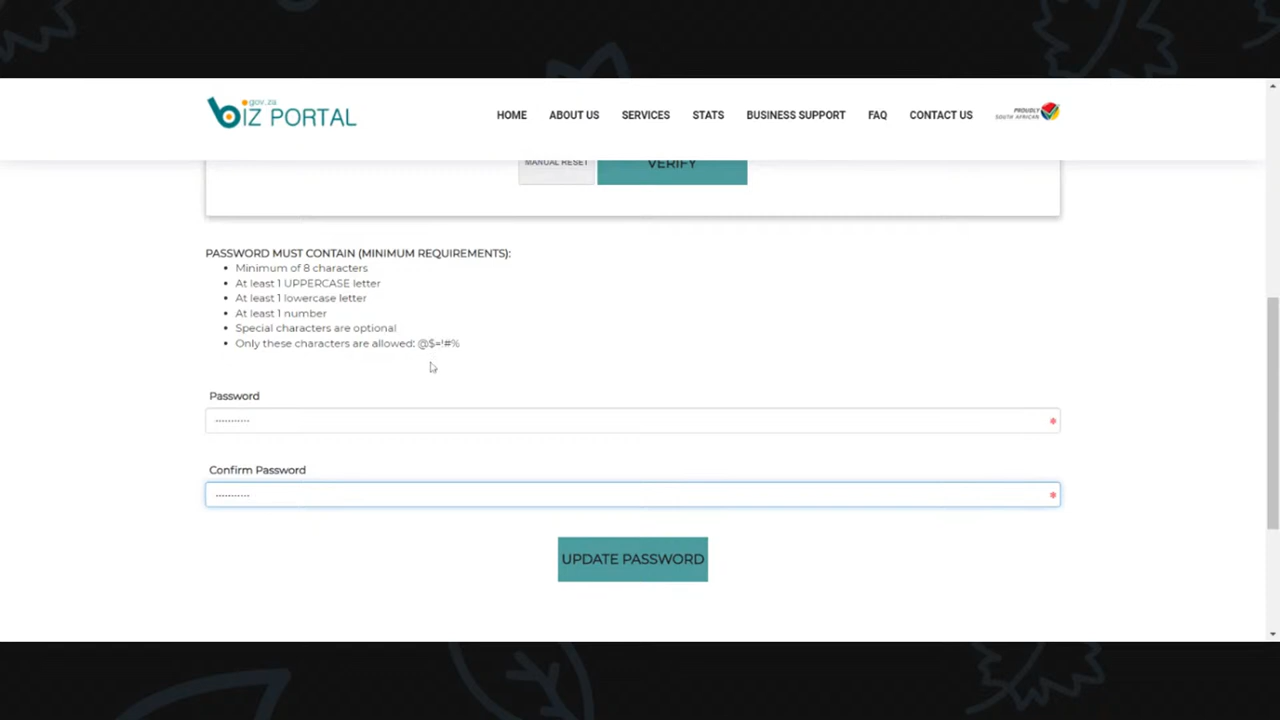 gov.za
biz PORTAL
HOME ABOUT US SERVICES STATS BUSINESS SUPPORT FAQ CONTACT US
PROUDLY
SOUTH AFRICAN
MANUAL RESET VERIFY
PASSWORD MUST CONTAIN (MINIMUM REQUIREMENTS):
• Minimum of 8 characters
• At least 1 UPPERCASE letter
• At least 1 lowercase letter
• At least 1 number
• Special characters are optional
• Only these characters are allowed: @$=!#%
Password
•••••••••••
*
Confirm Password
•••••••••••
*
UPDATE PASSWORD